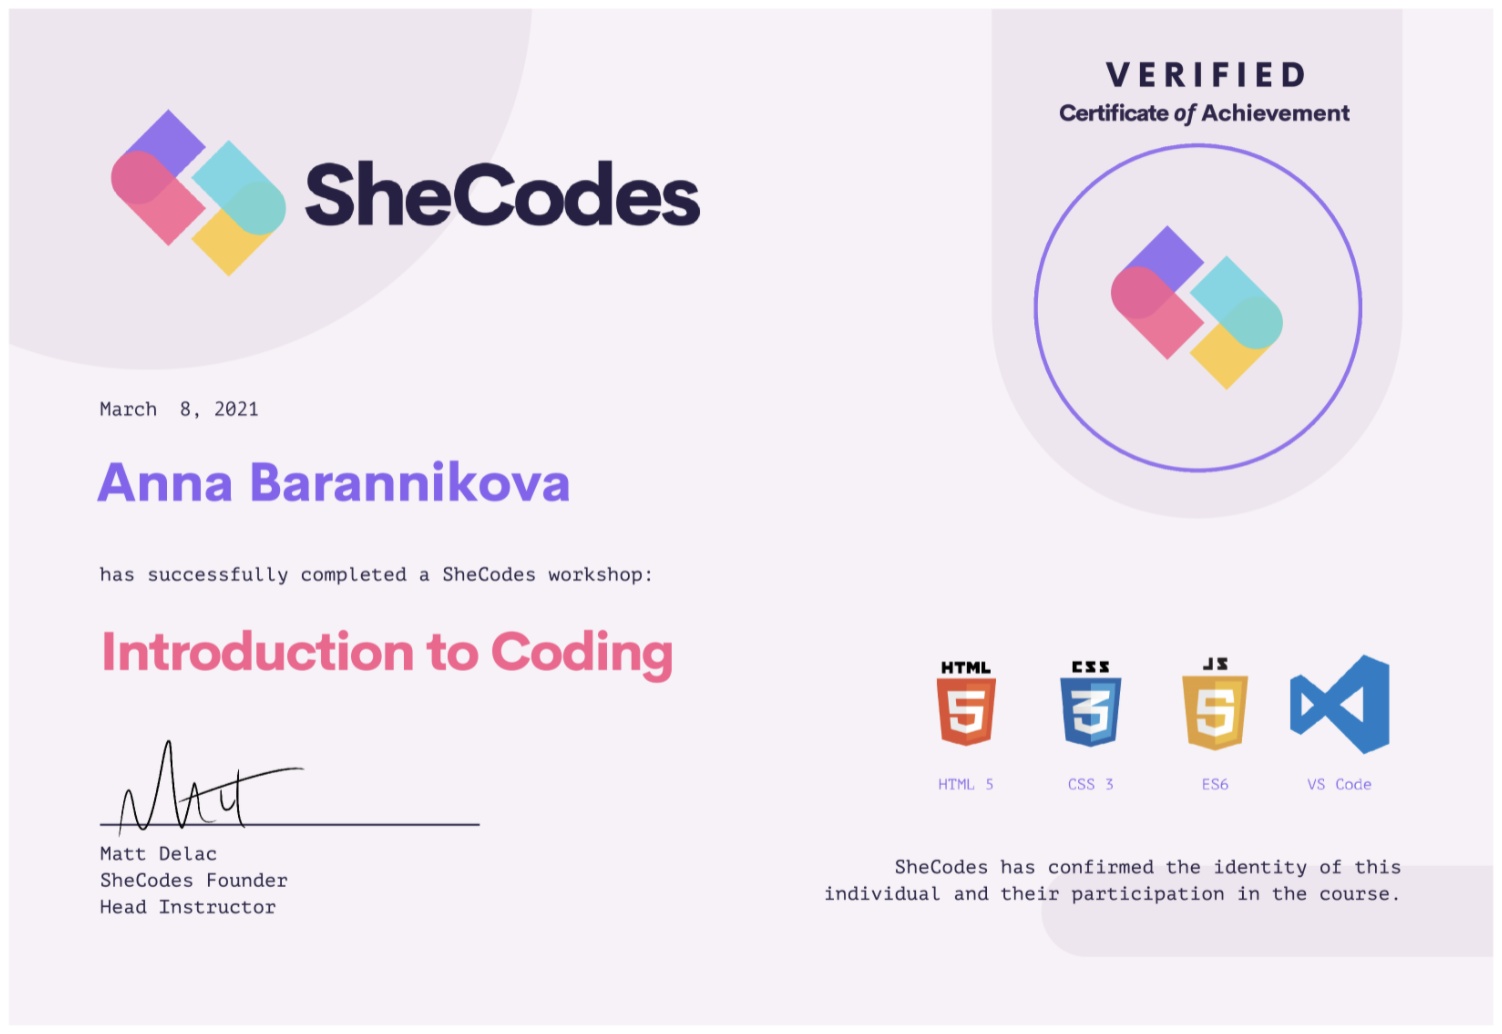 SheCodes
VERIFIED
Certificate of Achievement
March 8, 2021
Anna Barannikova
has successfully completed a SheCodes workshop:
Introduction to Coding
HTML CSS JS
5 3 5
HTML 5 CSS 3 ES6 VS Code
Matt
Matt Delac
SheCodes Founder
Head Instructor
SheCodes has confirmed the identity of this
individual and their participation in the course.